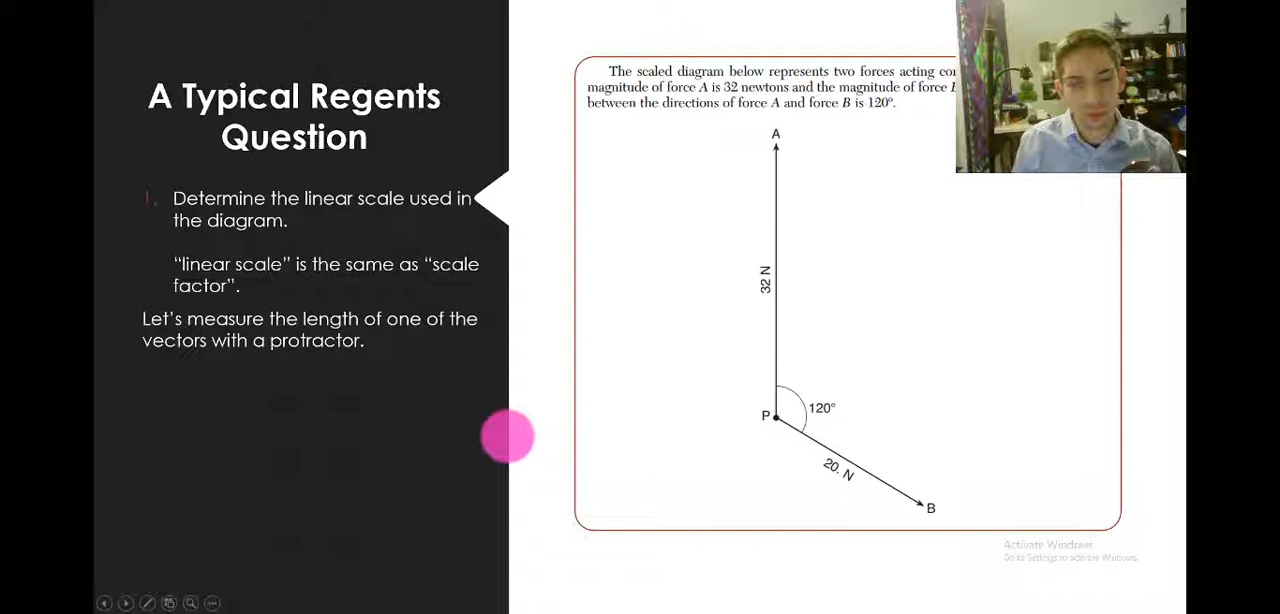 A Typical Regents
Question
1. Determine the linear scale used in
the diagram.
“linear scale” is the same as “scale
factor”.
Let’s measure the length of one of the
vectors with a protractor.
The scaled diagram below represents two forces acting
magnitude of force A is 32 newtons and the magnitude of force
between the directions of force A and force B is 120°.
A
32 N
P
120°
20. N
B
Activate Windows
Go to Settings to activate Windows.